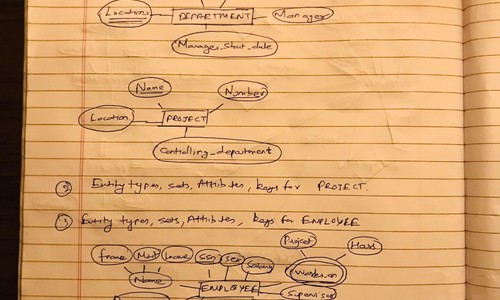 Location
DEPARTMENT
Manager
Manager_Start_date
Name
Number
Location
PROJECT
Controlling_department
② Entity types, sets, Attributes, keys for PROJECT.
③ Entity types, sets, Attributes, keys for EMPLOYEE
Project
Hours
fname
Minit
Lname
SSN
Sex
Salary
Works_on
Name
EMPLOYEE
Supervisor